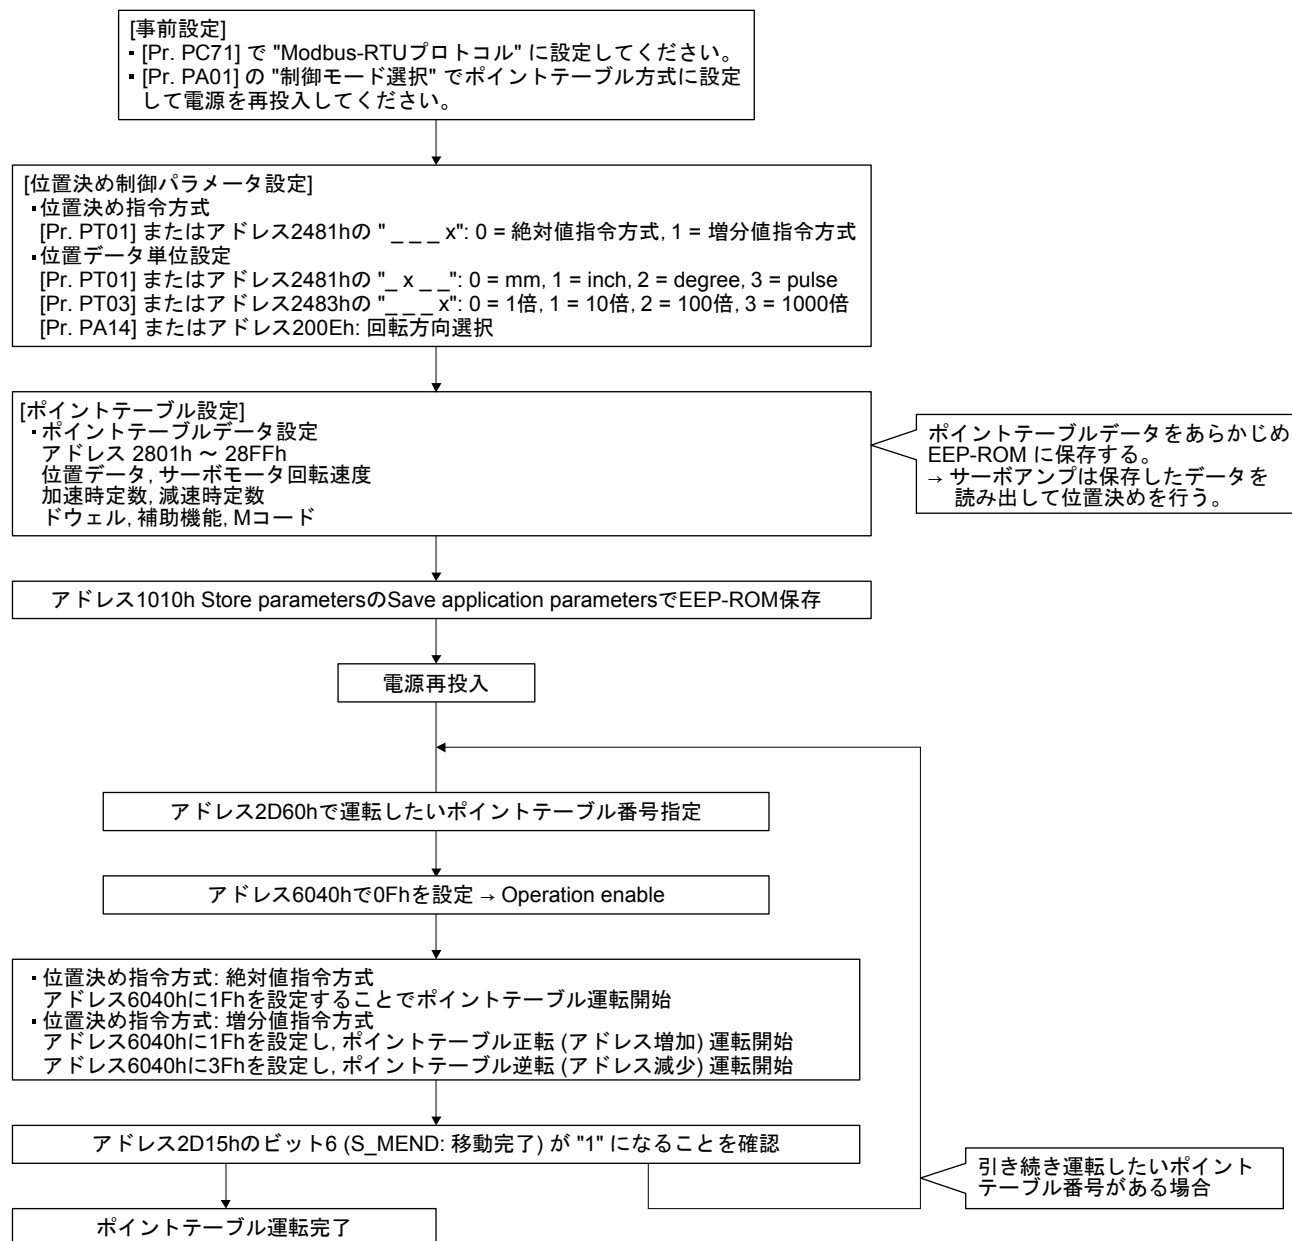 [事前設定]
・[Pr. PC71] で "Modbus-RTUプロトコル" に設定してください。
・[Pr. PA01] の "制御モード選択" でポイントテーブル方式に設定
して電源を再投入してください。
[位置決め制御パラメータ設定]
・位置決め指令方式
[Pr. PT01] またはアドレス2481hの " _ _ _ x": 0 = 絶対値指令方式, 1 = 増分値指令方式
・位置データ単位設定
[Pr. PT01] またはアドレス2481hの "_ x _ _": 0 = mm, 1 = inch, 2 = degree, 3 = pulse
[Pr. PT03] またはアドレス2483hの "_ _ _ x": 0 = 1倍, 1 = 10倍, 2 = 100倍, 3 = 1000倍
[Pr. PA14] またはアドレス200Eh: 回転方向選択
[ポイントテーブル設定]
・ポイントテーブルデータ設定
アドレス 2801h ～ 28FFh
位置データ, サーボモータ回転速度
加速時定数, 減速時定数
ドウェル, 補助機能, Mコード
ポイントテーブルデータをあらかじめ
EEP-ROM に保存する。
→ サーボアンプは保存したデータを
読み出して位置決めを行う。
アドレス1010h Store parametersのSave application parametersでEEP-ROM保存
電源再投入
アドレス2D60hで運転したいポイントテーブル番号指定
アドレス6040hで0Fhを設定 → Operation enable
・位置決め指令方式: 絶対値指令方式
アドレス6040hに1Fhを設定することでポイントテーブル運転開始
・位置決め指令方式: 増分値指令方式
アドレス6040hに1Fhを設定し, ポイントテーブル正転 (アドレス増加) 運転開始
アドレス6040hに3Fhを設定し, ポイントテーブル逆転 (アドレス減少) 運転開始
アドレス2D15hのビット6 (S_MEND: 移動完了) が "1" になることを確認
引き続き運転したいポイント
テーブル番号がある場合
ポイントテーブル運転完了